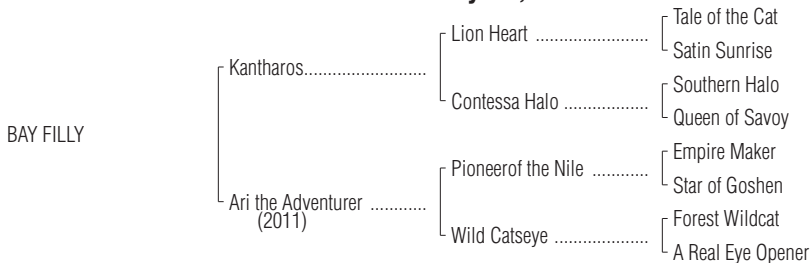 Tale of the Cat
Lion Heart ........................
Satin Sunrise
Kantharos..........................
Southern Halo
Contessa Halo ..................
Queen of Savoy
BAY FILLY
Empire Maker
Pioneerof the Nile ............
Star of Goshen
Ari the Adventurer ............
(2011)
Forest Wildcat
Wild Catseye ....................
A Real Eye Opener